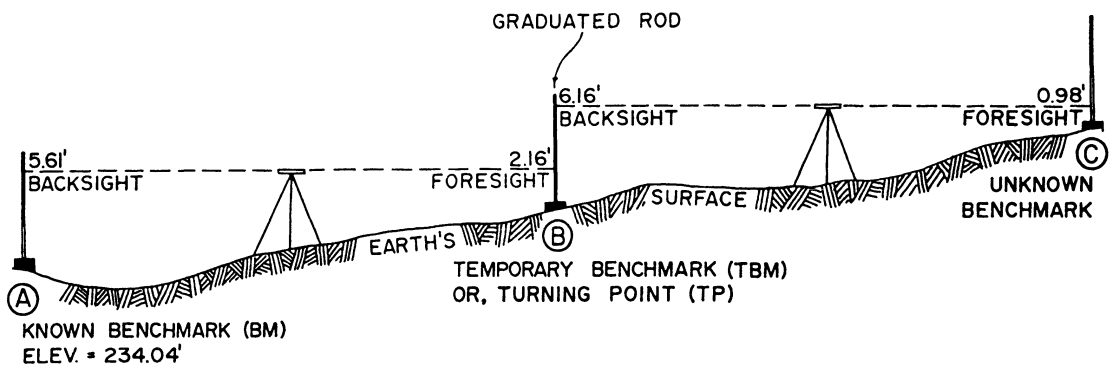 GRADUATED ROD
6.16'
BACKSIGHT
0.98'
FORESIGHT
5.61'
BACKSIGHT
2.16'
FORESIGHT
C
UNKNOWN
BENCHMARK
SURFACE
B
EARTH'S
TEMPORARY BENCHMARK (TBM)
OR, TURNING POINT (TP)
A
KNOWN BENCHMARK (BM)
ELEV. = 234.04'